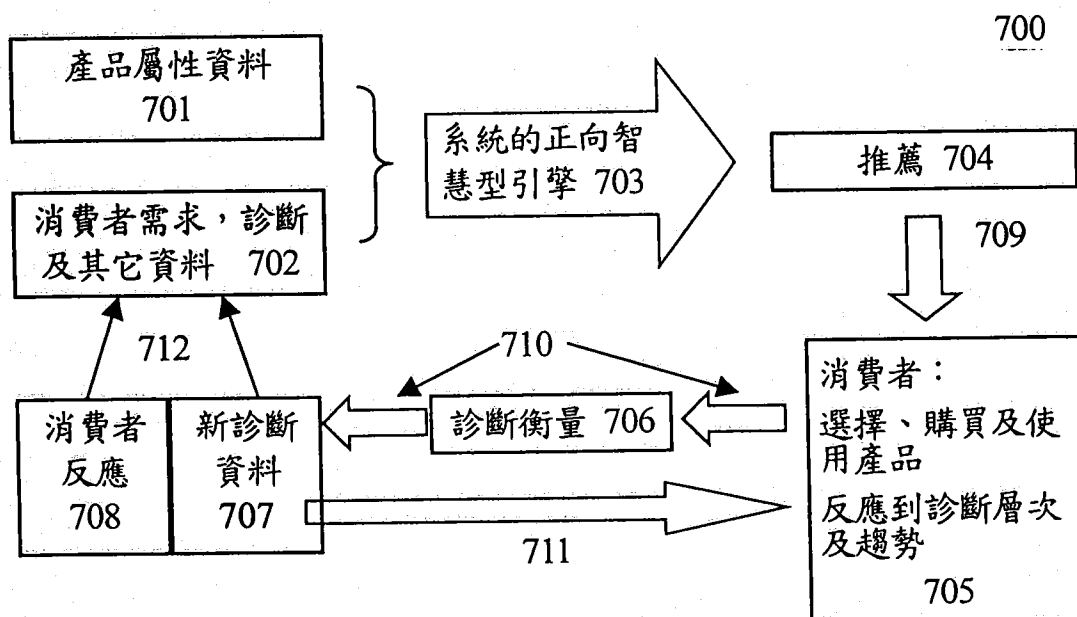 700
產品屬性資料
701
消費者需求，診斷
及其它資料 702
系統的正向智
慧型引擎 703
推薦 704
709
712
710
消費者
反應
708
新診斷
資料
707
診斷衡量 706
711
消費者：
選擇、購買及使
用產品
反應到診斷層次
及趨勢
705